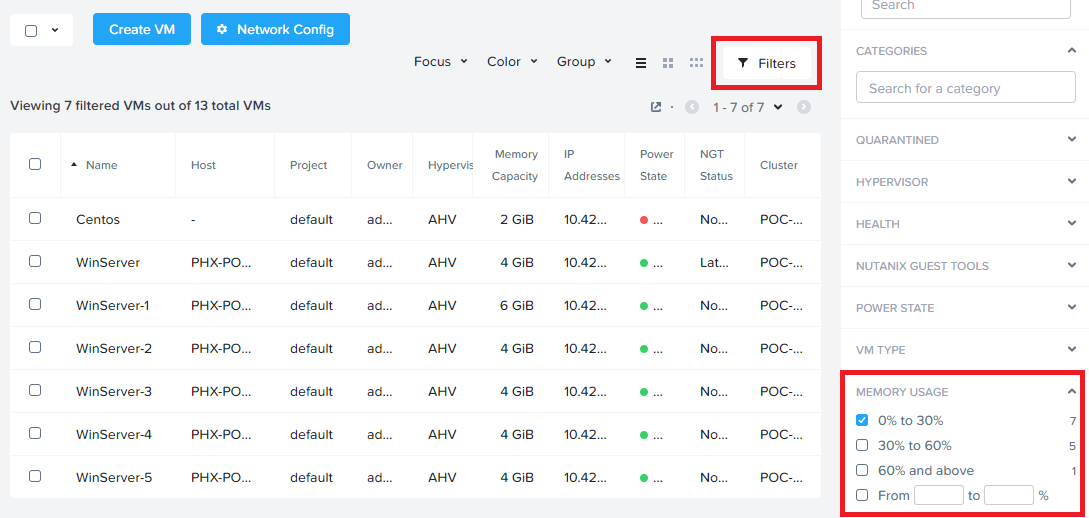 Create VM
Network Config
Focus
Color
Group
Filters
Viewing 7 filtered VMs out of 13 total VMs
1 - 7 of 7
Name Host Project Owner Hypervis Memory Capacity IP Addresses Power State NGT Status Cluster
Centos - default ad... AHV 2 GiB 10.42... ... No... POC-...
WinServer PHX-PO... default ad... AHV 4 GiB 10.42... ... Lat... POC-...
WinServer-1 PHX-PO... default ad... AHV 6 GiB 10.42... ... No... POC-...
WinServer-2 PHX-PO... default ad... AHV 4 GiB 10.42... ... No... POC-...
WinServer-3 PHX-PO... default ad... AHV 4 GiB 10.42... ... No... POC-...
WinServer-4 PHX-PO... default ad... AHV 4 GiB 10.42... ... No... POC-...
WinServer-5 PHX-PO... default ad... AHV 4 GiB 10.42... ... No... POC-...
Search
CATEGORIES
Search for a category
QUARANTINED
HYPERVISOR
HEALTH
NUTANIX GUEST TOOLS
POWER STATE
VM TYPE
MEMORY USAGE
0% to 30% 7
30% to 60% 5
60% and above 1
From to %